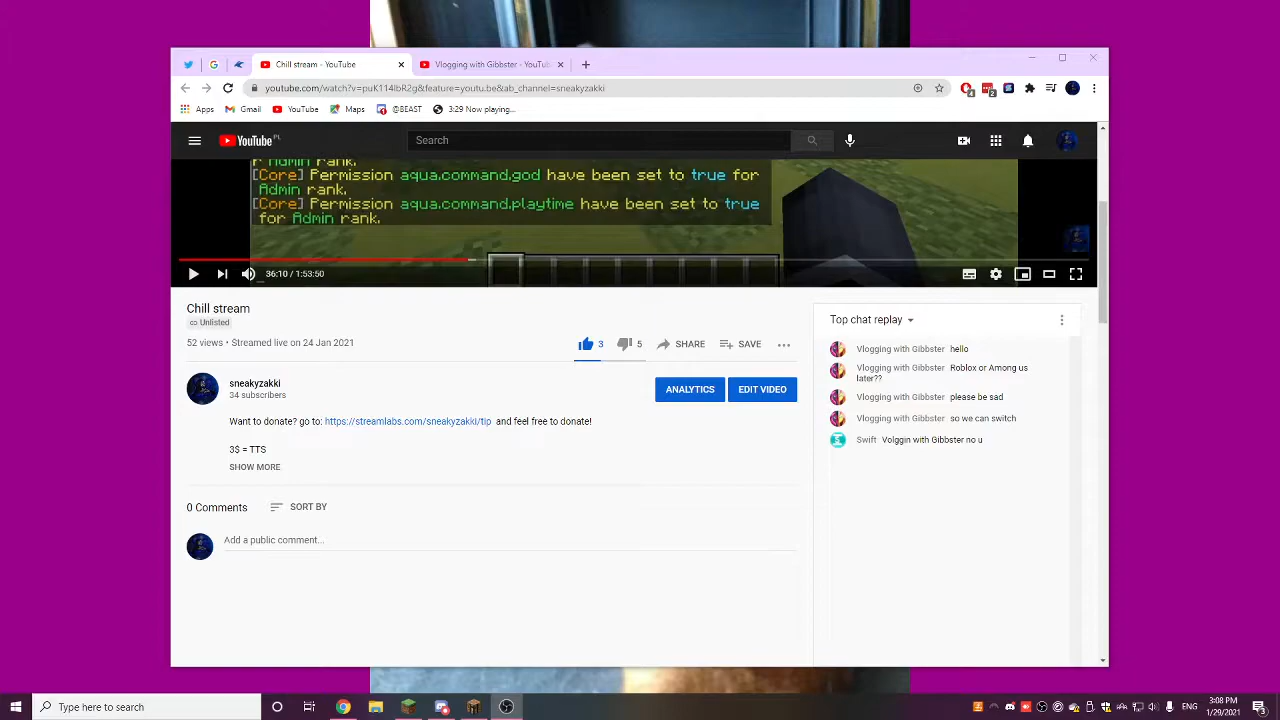 Chill stream - YouTube
Vlogging with Gibbster - YouTub
youtube.com/watch?v=puK114lbR2g&feature=youtu.be&ab_channel=sneakyzakki
4
2
Apps
Gmail
YouTube
Maps
@BEAST
3:29 Now playing...
YouTube PL
Search
r Admin rank.
[Core] Permission aqua.command.god have been set to true for
Admin rank.
[Core] Permission aqua.command.playtime have been set to true
for Admin rank.
36:10 / 1:53:50
Chill stream
Unlisted
52 views • Streamed live on 24 Jan 2021
3
5
SHARE
SAVE
sneakyzakki
34 subscribers
ANALYTICS
EDIT VIDEO
Want to donate? go to: https://streamlabs.com/sneakyzakki/tip and feel free to donate!
3$ = TTS
SHOW MORE
0 Comments
SORT BY
Add a public comment...
Top chat replay
Vlogging with Gibbster hello
Vlogging with Gibbster Roblox or Among us
later??
Vlogging with Gibbster please be sad
Vlogging with Gibbster so we can switch
Swift Volggin with Gibbster no u
Type here to search
ENG
3:08 PM
1/29/2021